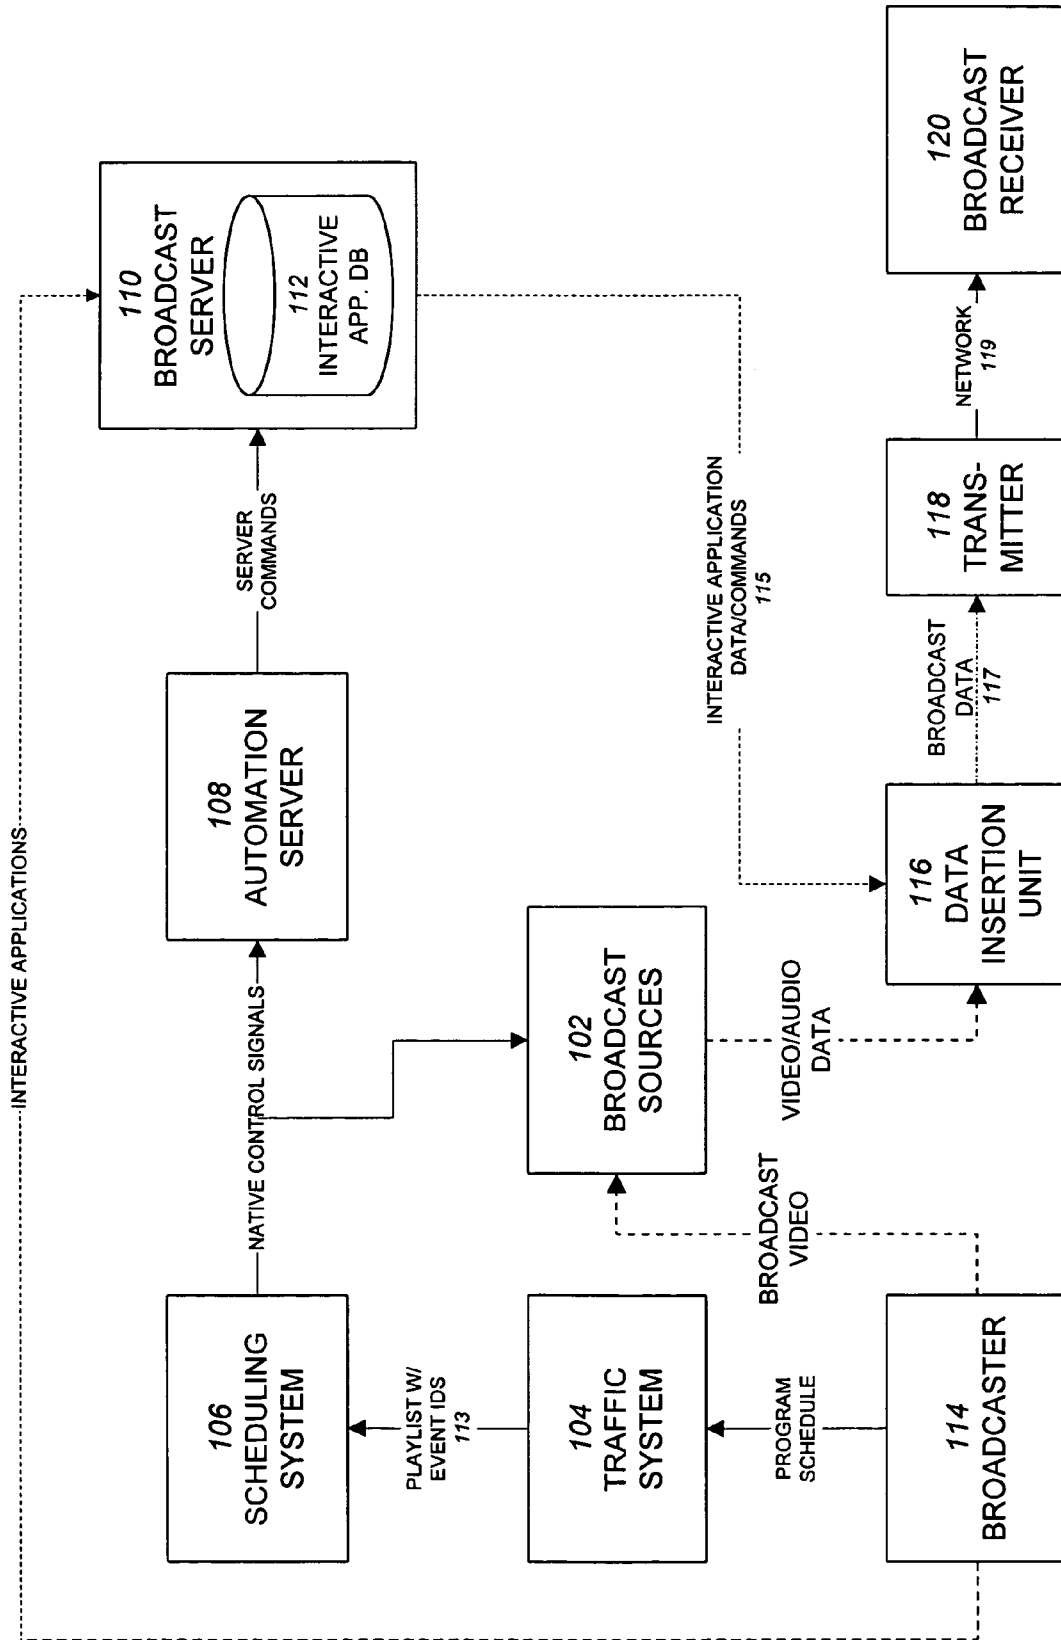 INTERACTIVE APPLICATIONS
106
SCHEDULING
SYSTEM
NATIVE CONTROL SIGNALS
108
AUTOMATION
SERVER
SERVER
COMMANDS
110
BROADCAST
SERVER
112
INTERACTIVE
APP. DB
PLAYLIST W/
EVENT IDS
113
104
TRAFFIC
SYSTEM
102
BROADCAST
SOURCES
INTERACTIVE APPLICATION
DATA/COMMANDS
115
PROGRAM
SCHEDULE
BROADCAST
VIDEO
VIDEO/AUDIO
DATA
114
BROADCASTER
116
DATA
INSERTION
UNIT
BROADCAST
DATA
117
118
TRANS-
MITTER
NETWORK
119
120
BROADCAST
RECEIVER